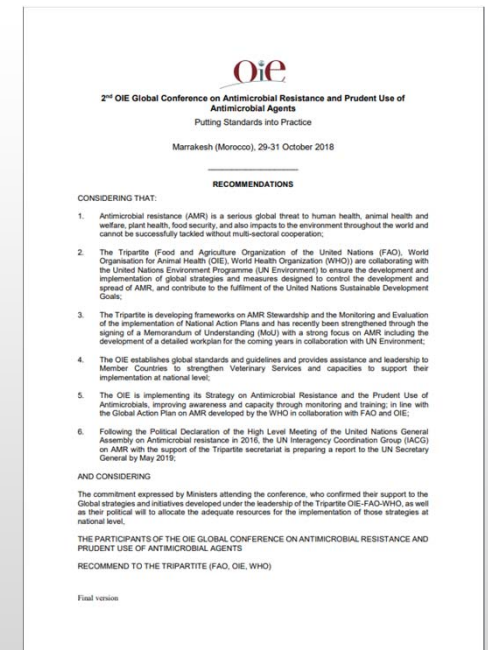 Oie
2nd OIE Global Conference on Antimicrobial Resistance and Prudent Use of
Antimicrobial Agents
Putting Standards into Practice
Marrakesh (Morocco), 29-31 October 2018
RECOMMENDATIONS
CONSIDERING THAT:
1. Antimicrobial resistance (AMR) is a serious global threat to human health, animal health and
welfare, plant health, food security, and also impacts to the environment throughout the world and
cannot be successfully tackled without multi-sectoral cooperation;
2. The Tripartite (Food and Agriculture Organization of the United Nations (FAO), World
Organisation for Animal Health (OIE), World Health Organization (WHO)) are collaborating with
the United Nations Environment Programme (UN Environment) to ensure the development and
implementation of global strategies and measures designed to control the development and
spread of AMR, and contribute to the fulfilment of the United Nations Sustainable Development
Goals;
3. The Tripartite is developing frameworks on AMR Stewardship and the Monitoring and Evaluation
of the implementation of National Action Plans and has recently been strengthened through the
signing of a Memorandum of Understanding (MoU) with a strong focus on AMR including the
development of a detailed workplan for the coming years in collaboration with UN Environment;
4. The OIE establishes global standards and guidelines and provides assistance and leadership to
Member Countries to strengthen Veterinary Services and capacities to support their
implementation at national level;
5. The OIE is implementing its Strategy on Antimicrobial Resistance and the Prudent Use of
Antimicrobials, improving awareness and capacity through monitoring and training; in line with
the Global Action Plan on AMR developed by the WHO in collaboration with FAO and OIE;
6. Following the Political Declaration of the High Level Meeting of the United Nations General
Assembly on Antimicrobial resistance in 2016, the UN Interagency Coordination Group (IACG)
on AMR with the support of the Tripartite secretariat is preparing a report to the UN Secretary
General by May 2019;
AND CONSIDERING
The commitment expressed by Ministers attending the conference, who confirmed their support to the
Global strategies and initiatives developed under the leadership of the Tripartite OIE-FAO-WHO, as well
as their political will to allocate the adequate resources for the implementation of those strategies at
national level,
THE PARTICIPANTS OF THE OIE GLOBAL CONFERENCE ON ANTIMICROBIAL RESISTANCE AND
PRUDENT USE OF ANTIMICROBIAL AGENTS
RECOMMEND TO THE TRIPARTITE (FAO, OIE, WHO)
Final version